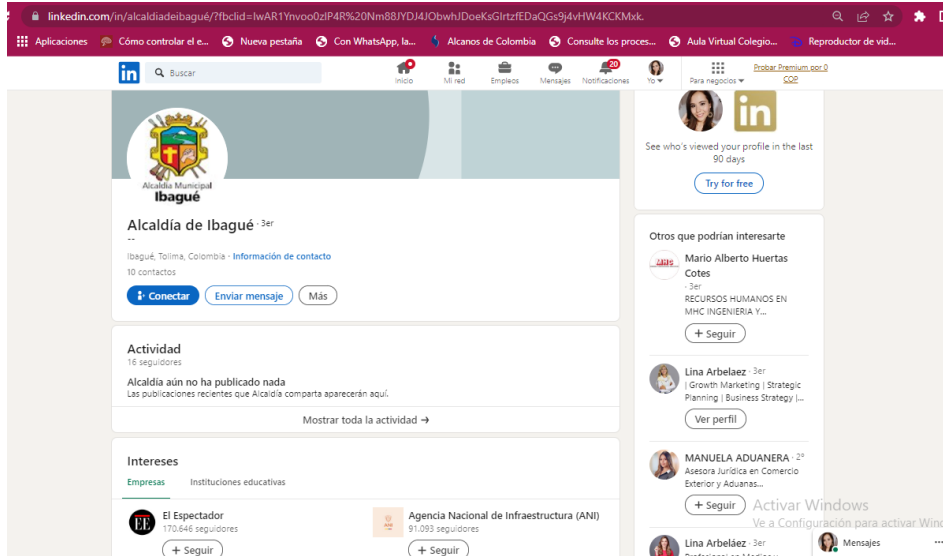 linkedin.com/in/alcaldiadeibagué/?fbclid=IwAR1Ynvoo0zIP4R%20Nm88JYDJ4JObwhJDoeKsGIrtzfEDaQGs9j4vHW4KCKMxk.
Aplicaciones Cómo controlar el e... Nueva pestaña Con WhatsApp, la... Alcanos de Colombia Consulte los proces... Aula Virtual Colegio... Reproductor de vid...
in Buscar
Inicio Mi red Empleos Mensajes 20 Notificaciones Yo Para negocios Probar Premium por 0 COP
Alcaldía Municipal
Ibagué
Alcaldía de Ibagué · 3er
--
Ibagué, Tolima, Colombia · Información de contacto
10 contactos
Conectar Enviar mensaje Más
Actividad
16 seguidores
Alcaldía aún no ha publicado nada
Las publicaciones recientes que Alcaldía comparta aparecerán aquí.
Mostrar toda la actividad →
Intereses
Empresas Instituciones educativas
EE El Espectador
170.646 seguidores
+ Seguir
ANI Agencia Nacional de Infraestructura (ANI)
91.093 seguidores
+ Seguir
in
See who's viewed your profile in the last
90 days
Try for free
Otros que podrían interesarte
Mario Alberto Huertas
Cotes
· 3er
RECURSOS HUMANOS EN
MHC INGENIERIA Y...
+ Seguir
Lina Arbelaez · 3er
| Growth Marketing | Strategic
Planning | Business Strategy |...
Ver perfil
MANUELA ADUANERA · 2º
Asesora Jurídica en Comercio
Exterior y Aduanas...
+ Seguir
Lina Arbeláez · 3er
Activar Windows
Ve a Configuración para activar Wind
Mensajes ...